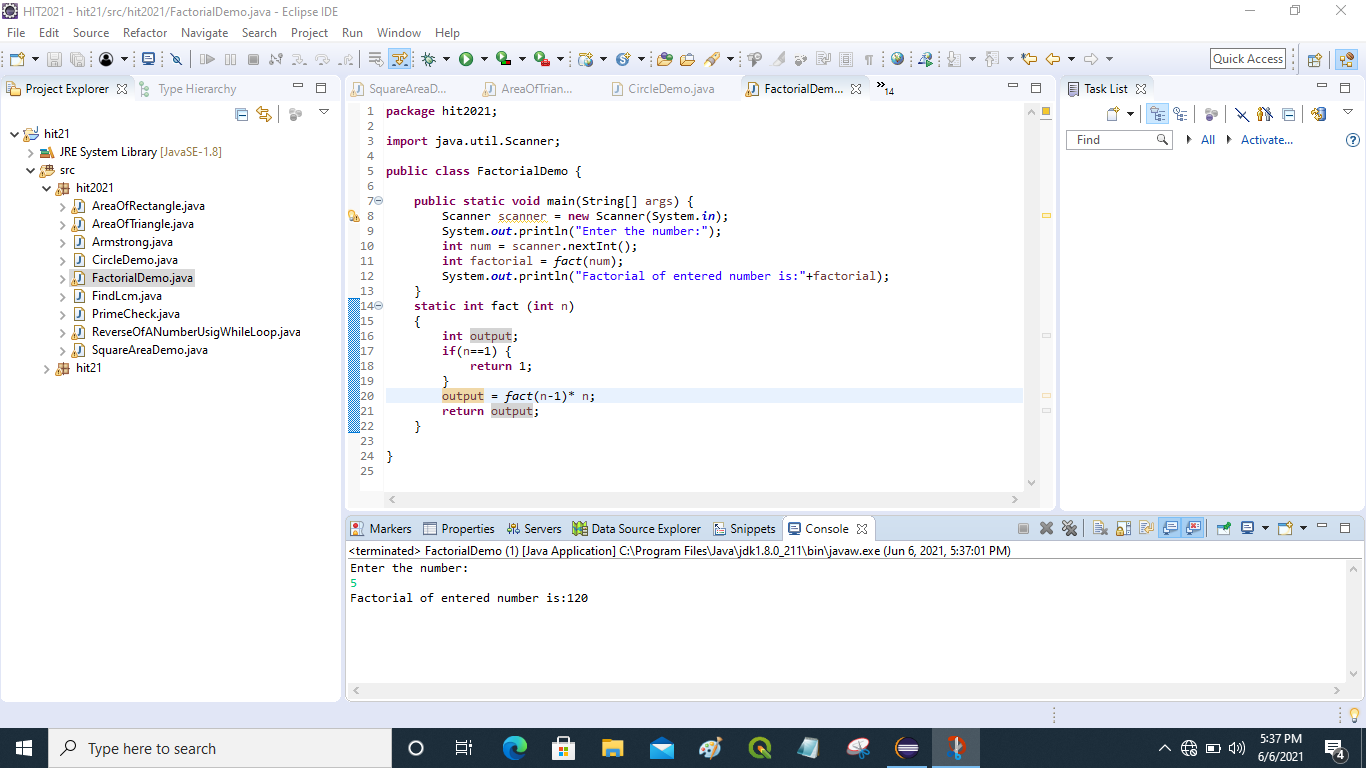 HIT2021 - hit21/src/hit2021/FactorialDemo.java - Eclipse IDE
File Edit Source Refactor Navigate Search Project Run Window Help
Quick Access
Project Explorer Type Hierarchy
hit21
JRE System Library [JavaSE-1.8]
src
hit2021
AreaOfRectangle.java
AreaOfTriangle.java
Armstrong.java
CircleDemo.java
FactorialDemo.java
FindLcm.java
PrimeCheck.java
ReverseOfANumberUsigWhileLoop.java
SquareAreaDemo.java
hit21
SquareAreaD... AreaOfTrian... CircleDemo.java FactorialDem... »14
1 package hit2021;
2
3 import java.util.Scanner;
4
5 public class FactorialDemo {
6
7 public static void main(String[] args) {
8 Scanner scanner = new Scanner(System.in);
9 System.out.println("Enter the number:");
10 int num = scanner.nextInt();
11 int factorial = fact(num);
12 System.out.println("Factorial of entered number is:"+factorial);
13 }
14 static int fact (int n)
15 {
16 int output;
17 if(n==1) {
18 return 1;
19 }
20 output = fact(n-1)* n;
21 return output;
22 }
23
24 }
25
Task List
Find All Activate...
Markers Properties Servers Data Source Explorer Snippets Console
<terminated> FactorialDemo (1) [Java Application] C:\Program Files\Java\jdk1.8.0_211\bin\javaw.exe (Jun 6, 2021, 5:37:01 PM)
Enter the number:
5
Factorial of entered number is:120
Type here to search
5:37 PM
6/6/2021
4